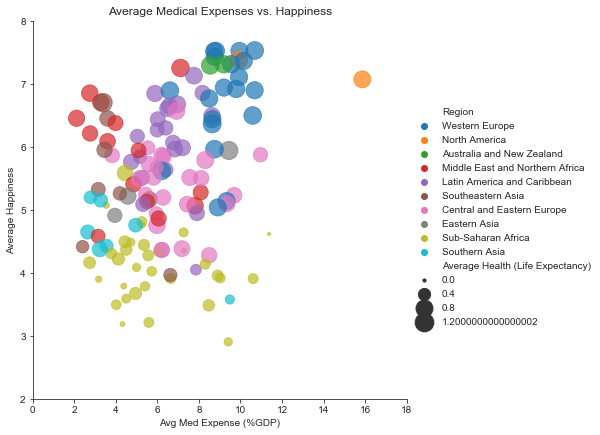 Average Medical Expenses vs. Happiness
8
7
6
5
4
3
2
Average Happiness
0 2 4 6 8 10 12 14 16 18
Avg Med Expense (%GDP)
Region
Western Europe
North America
Australia and New Zealand
Middle East and Northern Africa
Latin America and Caribbean
Southeastern Asia
Central and Eastern Europe
Eastern Asia
Sub-Saharan Africa
Southern Asia
Average Health (Life Expectancy)
0.0
0.4
0.8
1.2000000000000002